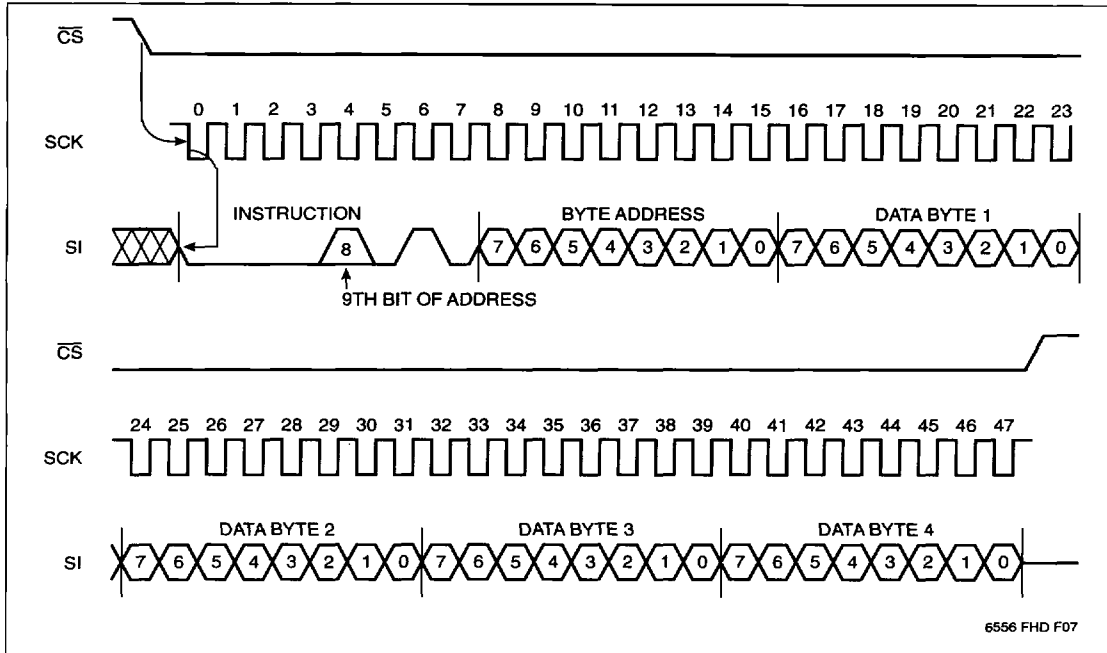 C̅S̅
0 1 2 3 4 5 6 7 8 9 10 11 12 13 14 15 16 17 18 19 20 21 22 23
SCK
INSTRUCTION BYTE ADDRESS DATA BYTE 1
SI 8 7 6 5 4 3 2 1 0 7 6 5 4 3 2 1 0
9TH BIT OF ADDRESS
C̅S̅
24 25 26 27 28 29 30 31 32 33 34 35 36 37 38 39 40 41 42 43 44 45 46 47
SCK
DATA BYTE 2 DATA BYTE 3 DATA BYTE 4
SI 7 6 5 4 3 2 1 0 7 6 5 4 3 2 1 0 7 6 5 4 3 2 1 0
6556 FHD F07